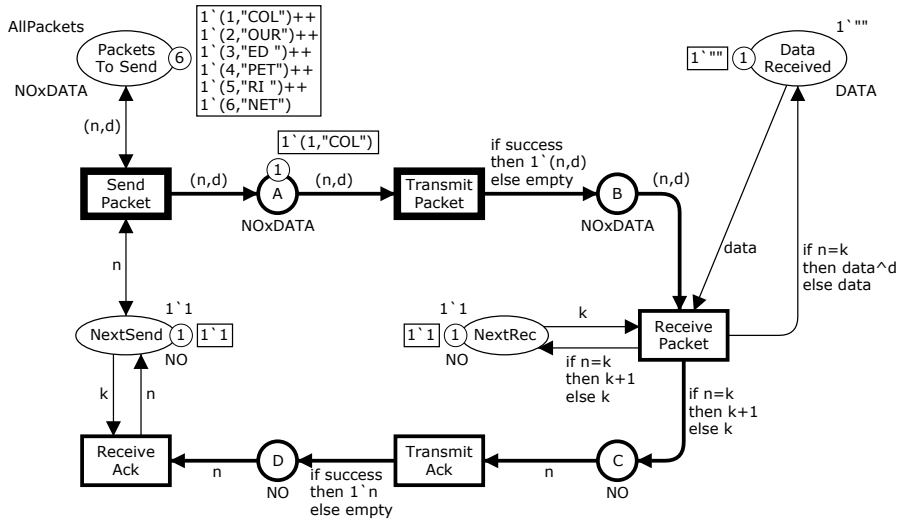 AllPackets
Packets
To Send
6
NOxDATA
1`(1,"COL")++
1`(2,"OUR")++
1`(3,"ED ")++
1`(4,"PET")++
1`(5,"RI ")++
1`(6,"NET")
1`""
1`""
1
Data
Received
DATA
(n,d)
1`(1,"COL")
1
Send
Packet
(n,d)
A
NOxDATA
(n,d)
Transmit
Packet
if success
then 1`(n,d)
else empty
B
NOxDATA
(n,d)
n
data
if n=k
then data^d
else data
1`1
NextSend
1
1`1
NO
1`1
1`1
1
NextRec
NO
k
Receive
Packet
if n=k
then k+1
else k
if n=k
then k+1
else k
k
n
Receive
Ack
n
D
NO
if success
then 1`n
else empty
Transmit
Ack
n
C
NO